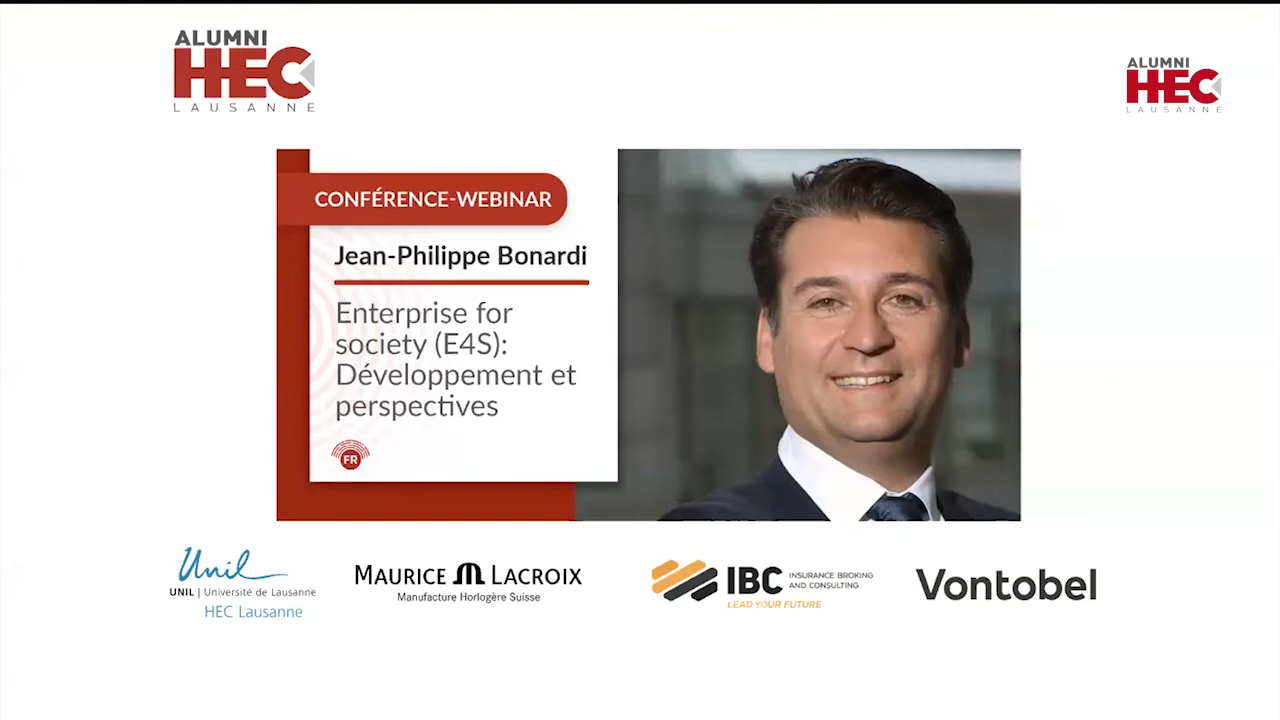 ALUMNI
HEC
LAUSANNE
ALUMNI
HEC
LAUSANNE
CONFÉRENCE-WEBINAR
Jean-Philippe Bonardi
Enterprise for
society (E4S):
Développement et
perspectives
FR
Unil
UNIL | Université de Lausanne
HEC Lausanne
MAURICE LACROIX
Manufacture Horlogère Suisse
IBC
INSURANCE BROKING
AND CONSULTING
LEAD YOUR FUTURE
Vontobel